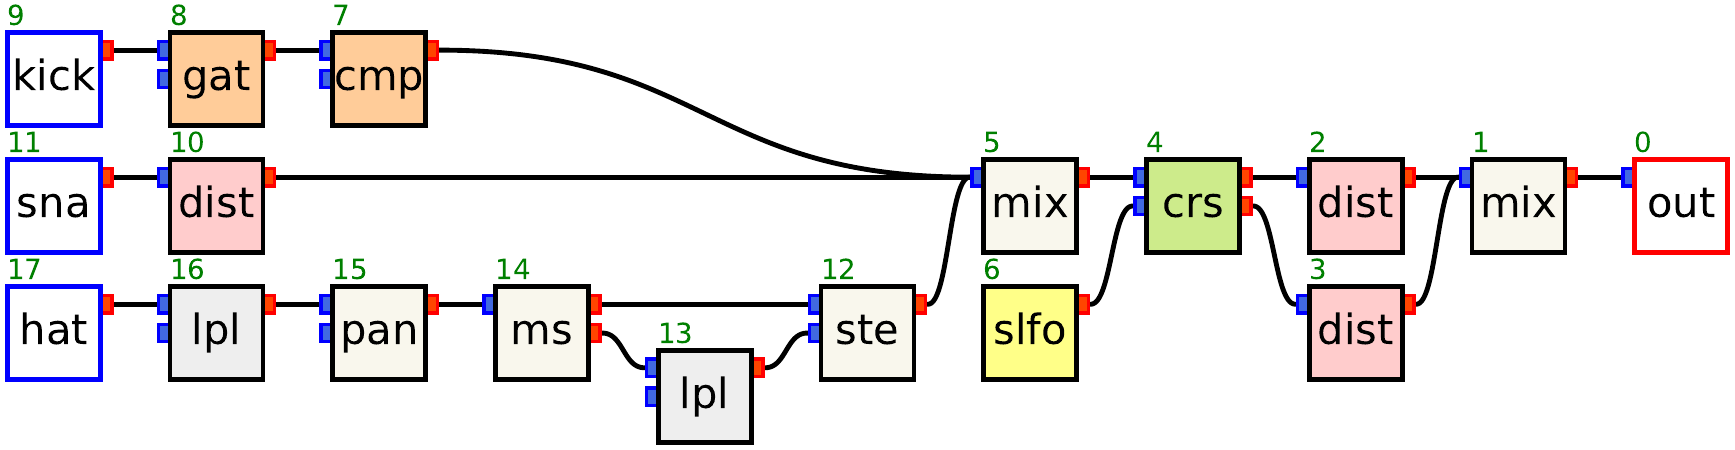 9 8 7
kick gat cmp
11 10 5 4 2 1 0
sna dist mix crs dist mix out
17 16 15 14 12 6 3
hat lpl pan ms ste slfo dist
13
lpl